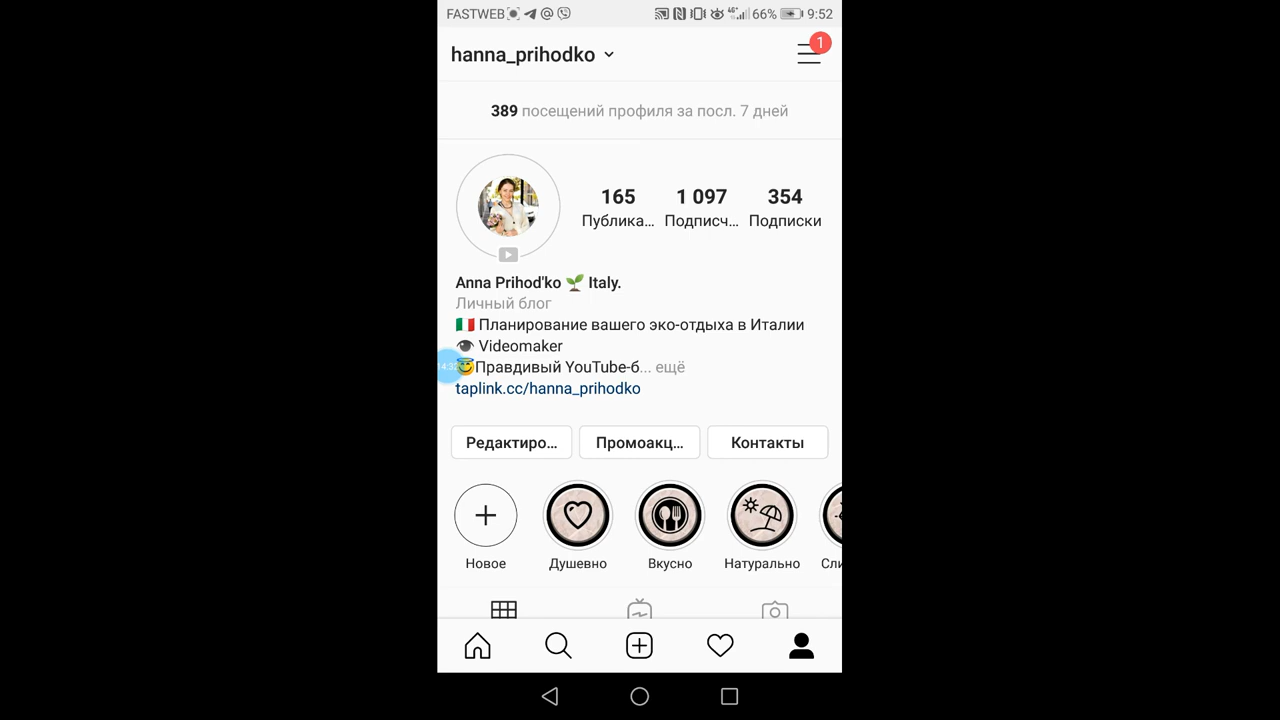 FASTWEB 4G+ 66% 9:52
hanna_prihodko 1
389 посещений профиля за посл. 7 дней
165 1 097 354
Публика... Подписч... Подписки
Anna Prihod'ko 🌱 Italy.
Личный блог
🇮🇹 Планирование вашего эко-отдыха в Италии
👁 Videomaker
😇Правдивый YouTube-б... ещё
taplink.cc/hanna_prihodko
Редактиро... Промоакц... Контакты
Новое Душевно Вкусно Натурально Сли